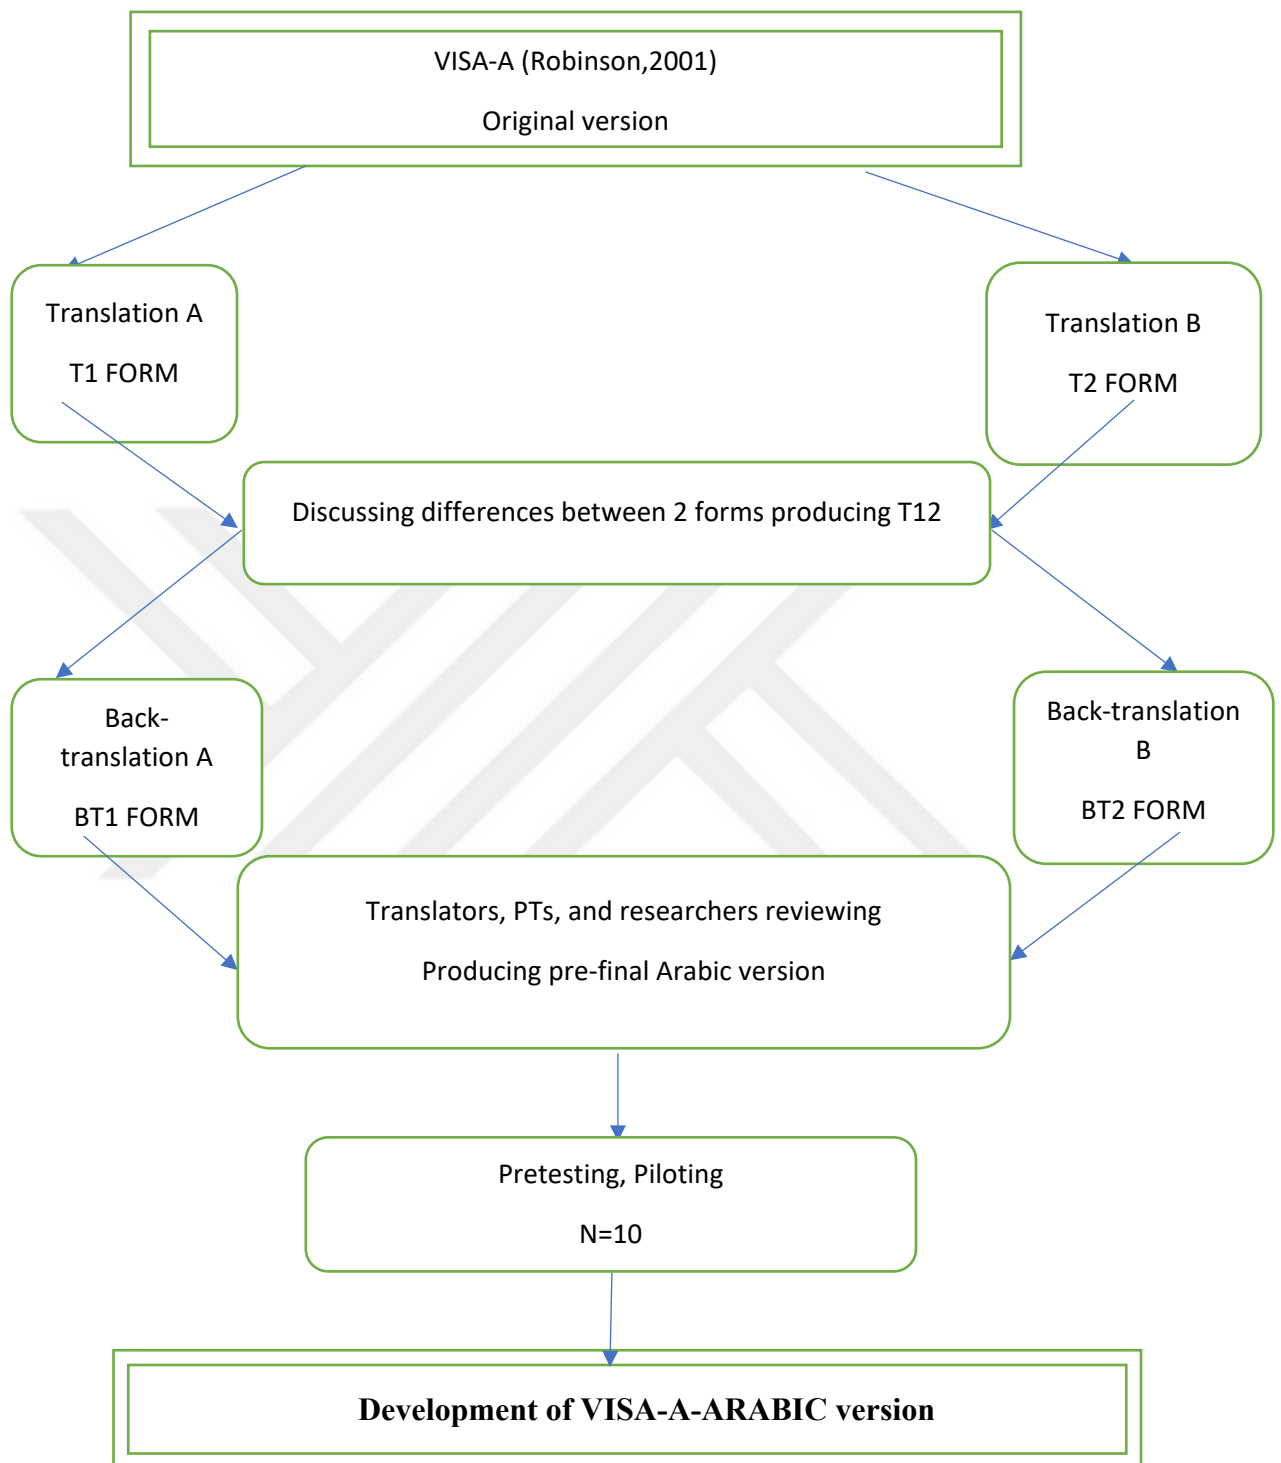 VISA-A (Robinson,2001)
Original version
Translation A
T1 FORM
Translation B
T2 FORM
Discussing differences between 2 forms producing T12
Back-
translation A
BT1 FORM
Back-translation
B
BT2 FORM
Translators, PTs, and researchers reviewing
Producing pre-final Arabic version
Pretesting, Piloting
N=10
Development of VISA-A-ARABIC version